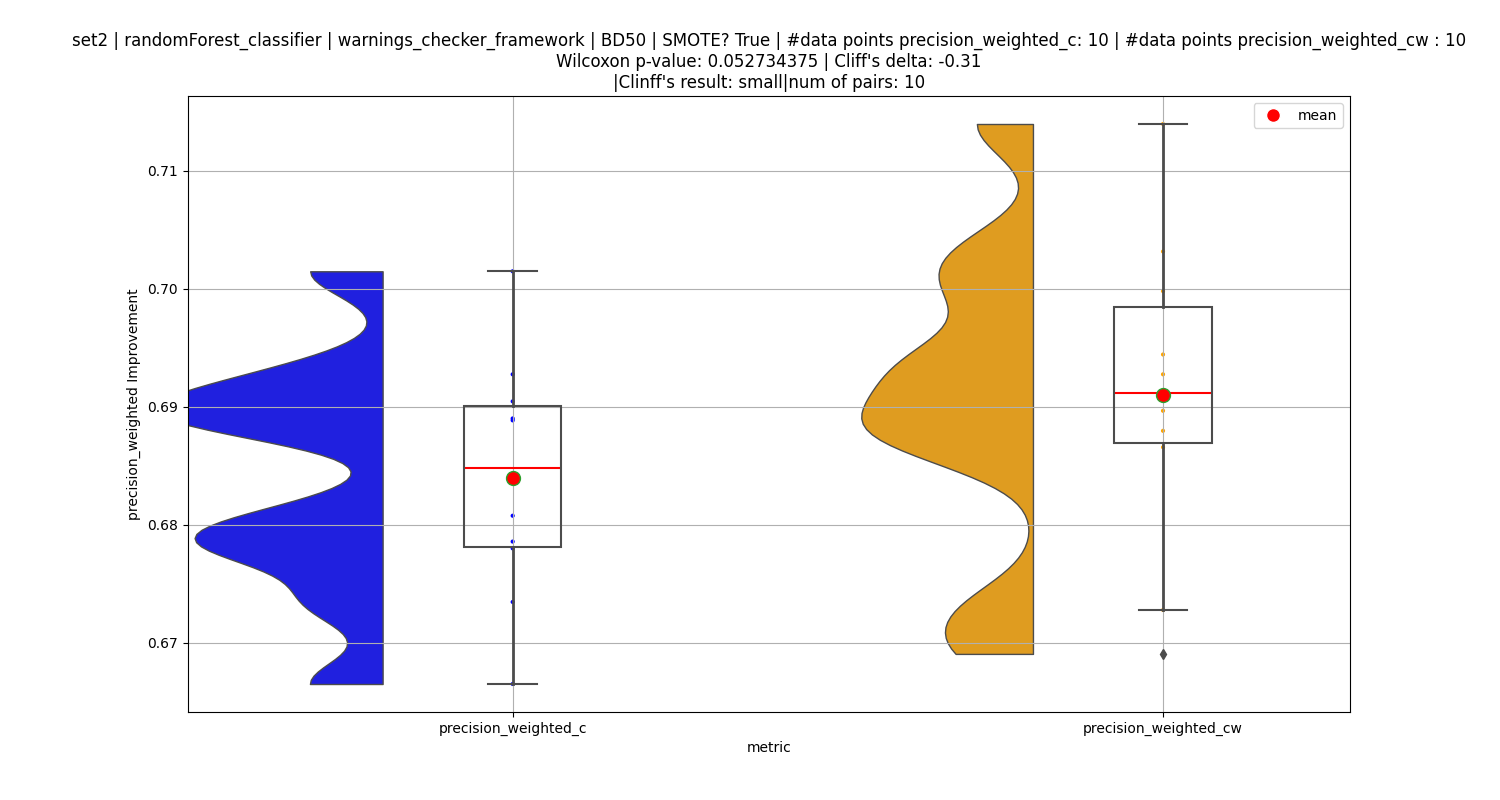 set2 | randomForest_classifier | warnings_checker_framework | BD50 | SMOTE? True | #data points precision_weighted_c: 10 | #data points precision_weighted_cw : 10
Wilcoxon p-value: 0.052734375 | Cliff's delta: -0.31
|Clinff's result: small|num of pairs: 10
mean
0.71
0.70
0.69
0.68
0.67
precision_weighted Improvement
precision_weighted_c
precision_weighted_cw
metric